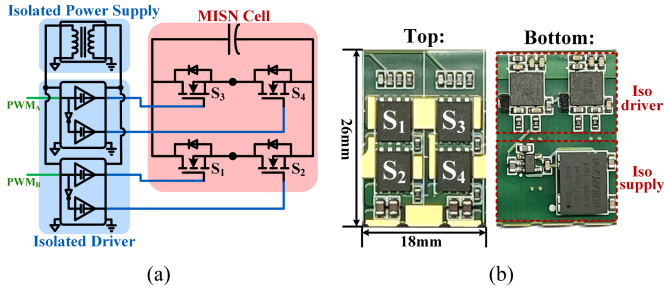 Isolated Power Supply
MISN Cell
S3
S4
PWMA
S1
S2
PWMB
Isolated Driver
(a)
Top:
Bottom:
26mm
S1
S3
S2
S4
18mm
Iso
driver
Iso
supply
(b)